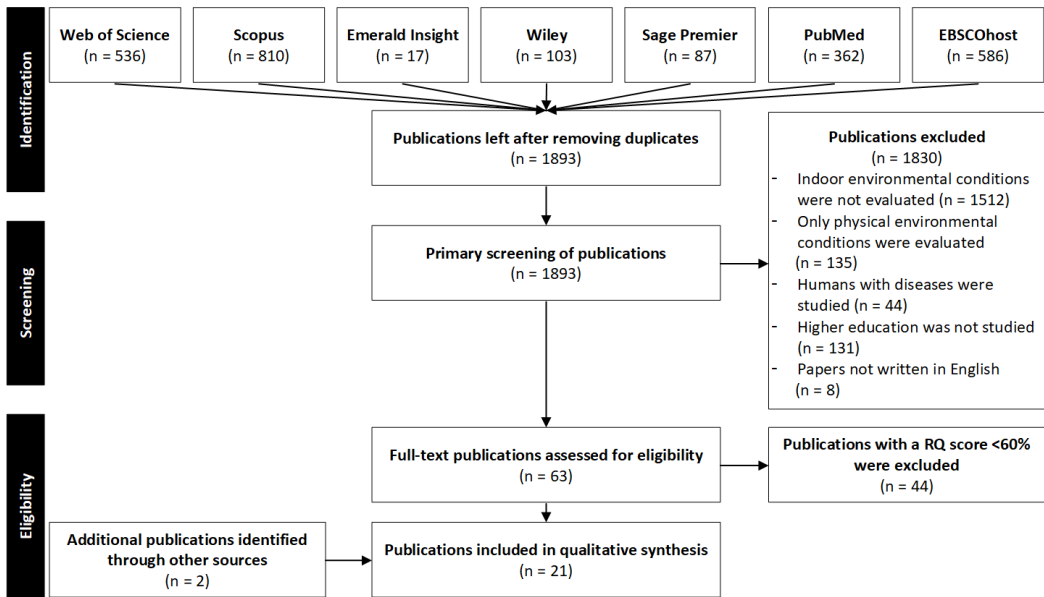 Identification
Web of Science
(n = 536)
Scopus
(n = 810)
Emerald Insight
(n = 17)
Wiley
(n = 103)
Sage Premier
(n = 87)
PubMed
(n = 362)
EBSCOhost
(n = 586)
Publications left after removing duplicates
(n = 1893)
Screening
Primary screening of publications
(n = 1893)
Publications excluded
(n = 1830)
- Indoor environmental conditions
were not evaluated (n = 1512)
- Only physical environmental
conditions were evaluated
(n = 135)
- Humans with diseases were
studied (n = 44)
- Higher education was not studied
(n = 131)
- Papers not written in English
(n = 8)
Eligibility
Full-text publications assessed for eligibility
(n = 63)
Publications with a RQ score <60%
were excluded
(n = 44)
Additional publications identified
through other sources
(n = 2)
Publications included in qualitative synthesis
(n = 21)